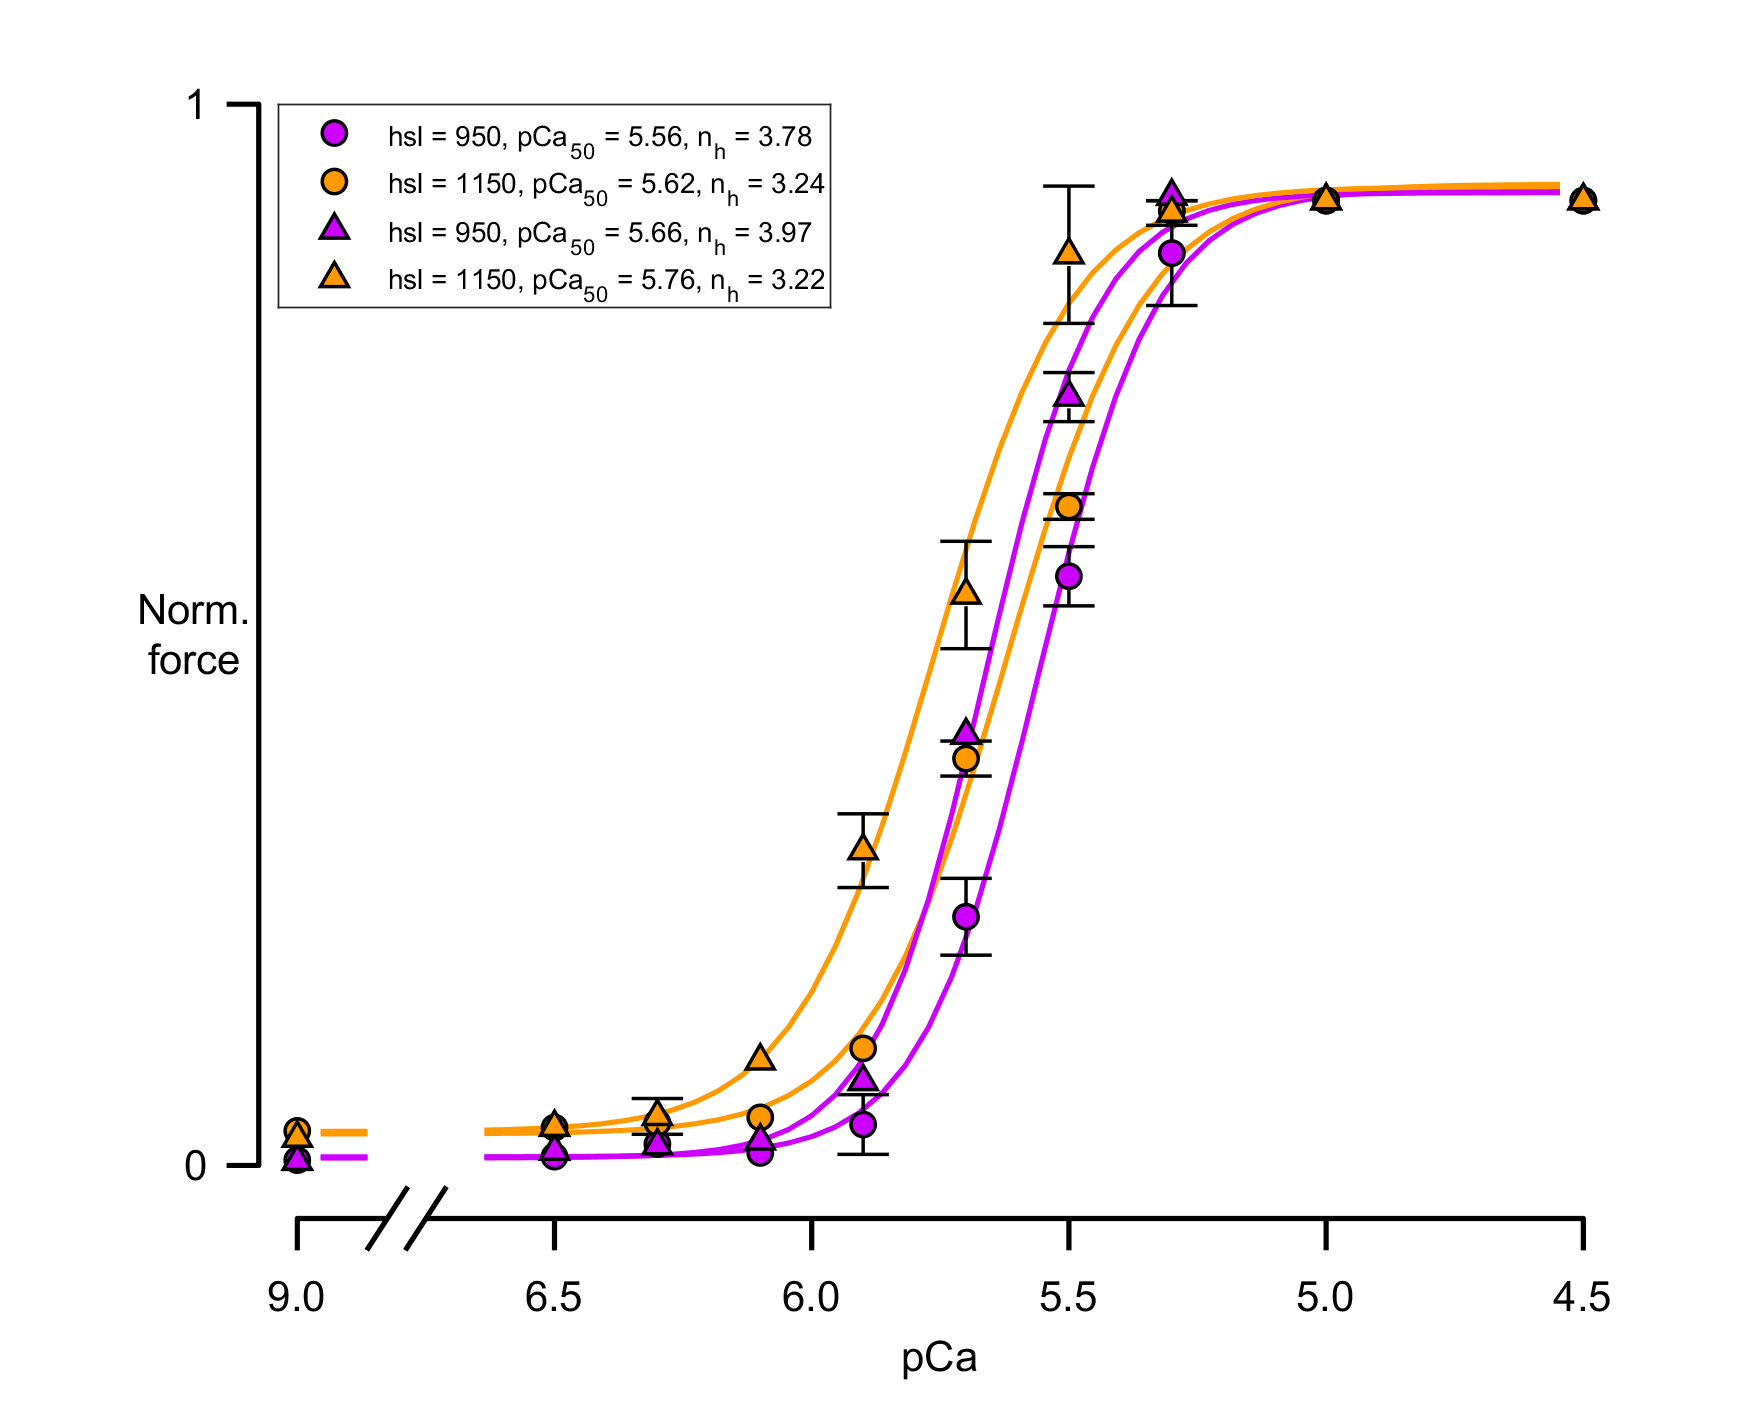 1
hsl = 950, pCa50 = 5.56, nh = 3.78
hsl = 1150, pCa50 = 5.62, nh = 3.24
hsl = 950, pCa50 = 5.66, nh = 3.97
hsl = 1150, pCa50 = 5.76, nh = 3.22
Norm.
force
0
9.0 6.5 6.0 5.5 5.0 4.5
pCa